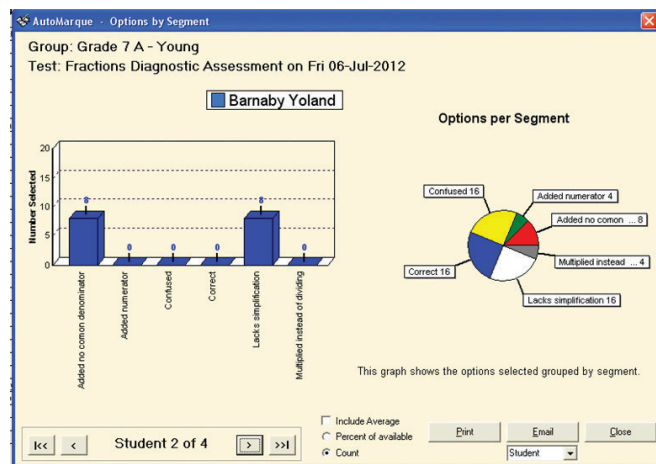 AutoMarque - Options by Segment
Group: Grade 7 A - Young
Test: Fractions Diagnostic Assessment on Fri 06-Jul-2012
Barnaby Yoland
Number Selected
20
15
10
5
0
8
0
0
0
8
0
Added no comon denominator
Added numerator
Confused
Correct
Lacks simplification
Multiplied instead of dividing
Options per Segment
Confused 16
Added numerator 4
Added no comon ... 8
Multiplied instead ... 4
Correct 16
Lacks simplification 16
This graph shows the options selected grouped by segment.
I<< < Student 2 of 4 > >>I
Include Average
Percent of available
Count
Print Email Close
Student